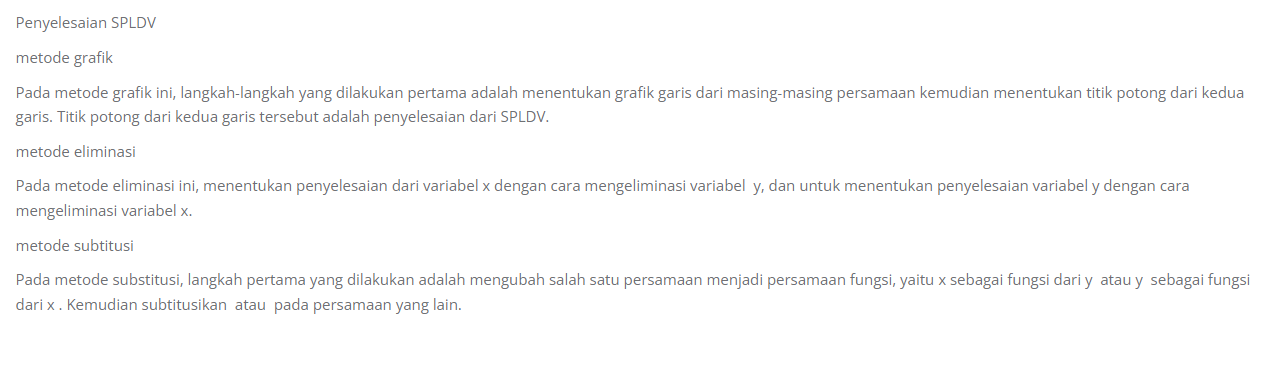 Penyelesaian SPLDV
metode grafik
Pada metode grafik ini, langkah-langkah yang dilakukan pertama adalah menentukan grafik garis dari masing-masing persamaan kemudian menentukan titik potong dari kedua
garis. Titik potong dari kedua garis tersebut adalah penyelesaian dari SPLDV.
metode eliminasi
Pada metode eliminasi ini, menentukan penyelesaian dari variabel x dengan cara mengeliminasi variabel  y, dan untuk menentukan penyelesaian variabel y dengan cara
mengeliminasi variabel x.
metode subtitusi
Pada metode substitusi, langkah pertama yang dilakukan adalah mengubah salah satu persamaan menjadi persamaan fungsi, yaitu x sebagai fungsi dari y  atau y  sebagai fungsi
dari x . Kemudian subtitusikan  atau  pada persamaan yang lain.